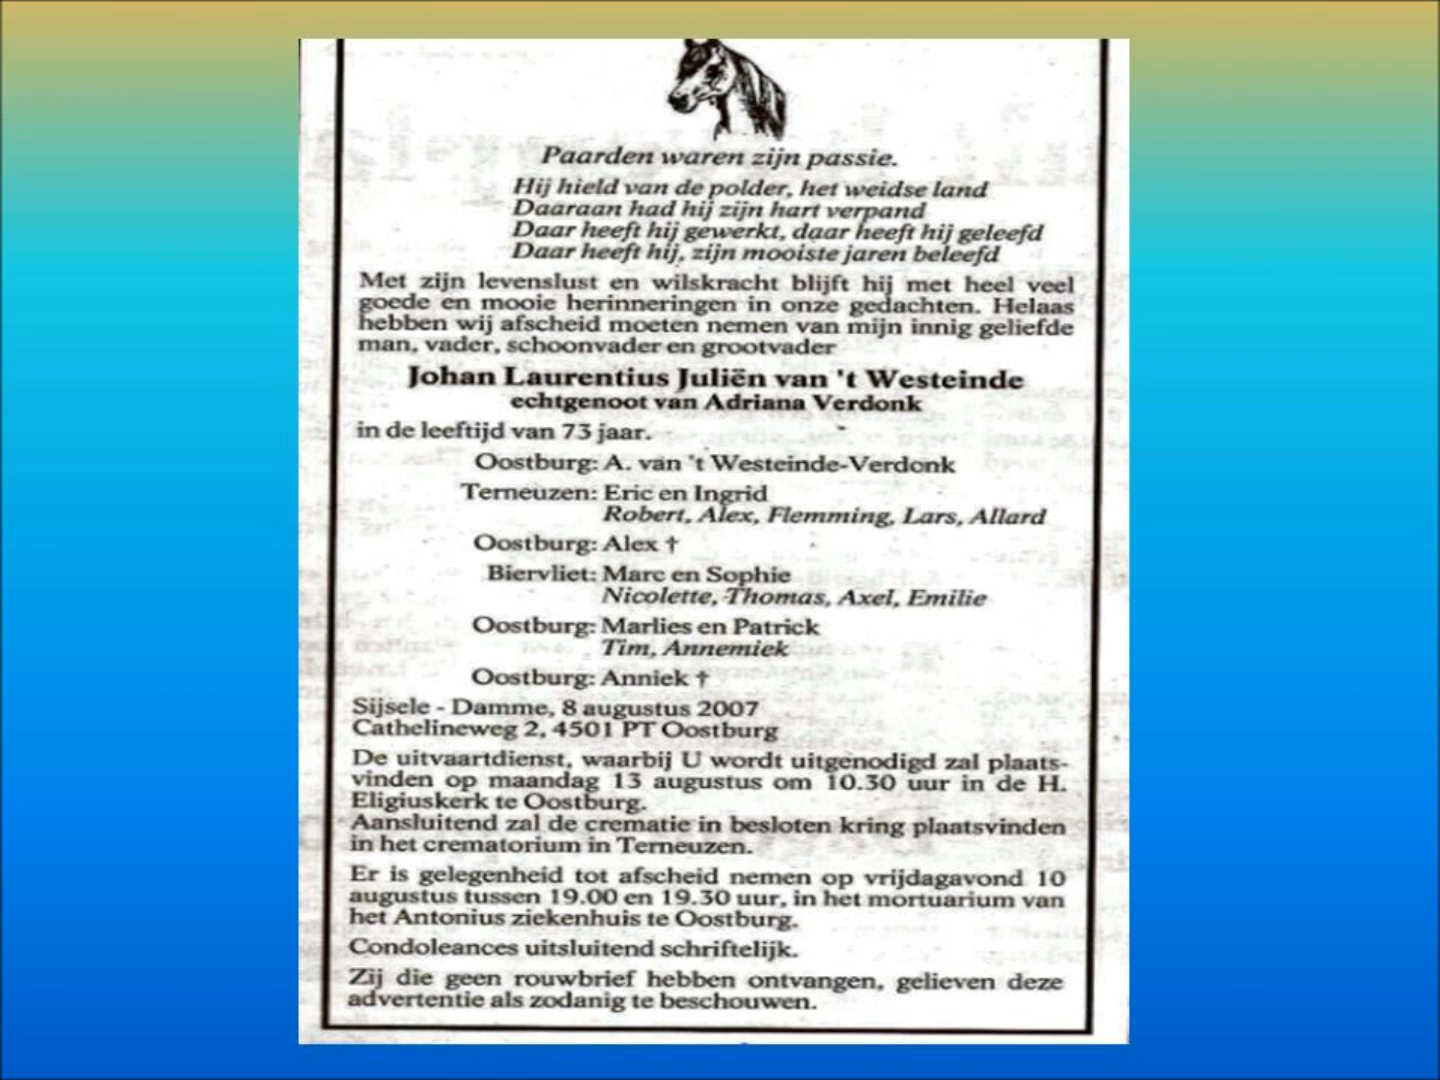 Paarden waren zijn passie.
Hij hield van de polder, het weidse land
Daaraan had hij zijn hart verpand
Daar heeft hij gewerkt, daar heeft hij geleefd
Daar heeft hij, zijn mooiste jaren beleefd
Met zijn levenslust en wilskracht blijft hij met heel veel
goede en mooie herinneringen in onze gedachten. Helaas
hebben wij afscheid moeten nemen van mijn innig geliefde
man, vader, schoonvader en grootvader
Johan Laurentius Juliën van 't Westeinde
echtgenoot van Adriana Verdonk
in de leeftijd van 73 jaar.
Oostburg: A. van 't Westeinde-Verdonk
Terneuzen: Eric en Ingrid
Robert, Alex, Flemming, Lars, Allard
Oostburg: Alex †
Biervliet: Marc en Sophie
Nicolette, Thomas, Axel, Emilie
Oostburg: Marlies en Patrick
Tim, Annemiek
Oostburg: Anniek †
Sijsele - Damme, 8 augustus 2007
Cathelineweg 2, 4501 PT Oostburg
De uitvaartdienst, waarbij U wordt uitgenodigd zal plaats-
vinden op maandag 13 augustus om 10.30 uur in de H.
Eligiuskerk te Oostburg.
Aansluitend zal de crematie in besloten kring plaatsvinden
in het crematorium in Terneuzen.
Er is gelegenheid tot afscheid nemen op vrijdagavond 10
augustus tussen 19.00 en 19.30 uur, in het mortuarium van
het Antonius ziekenhuis te Oostburg.
Condoleances uitsluitend schriftelijk.
Zij die geen rouwbrief hebben ontvangen, gelieven deze
advertentie als zodanig te beschouwen.